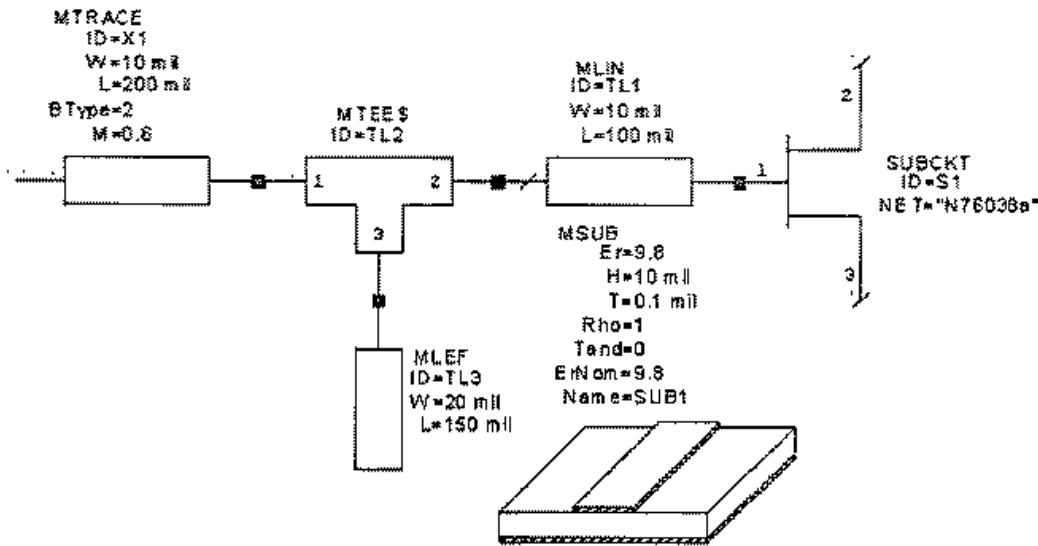 MTRACE
ID=X1
W=10 mil
L=200 mil
BType=2
M=0.6
MTEE$
ID=TL2
1
2
3
MLIN
ID=TL1
W=10 mil
L=100 mil
1
2
3
SUBCKT
ID=S1
NET="N76038a"
MLEF
ID=TL3
W=20 mil
L=150 mil
MSUB
Er=9.8
H=10 mil
T=0.1 mil
Rho=1
Tand=0
ErNom=9.8
Name=SUB1